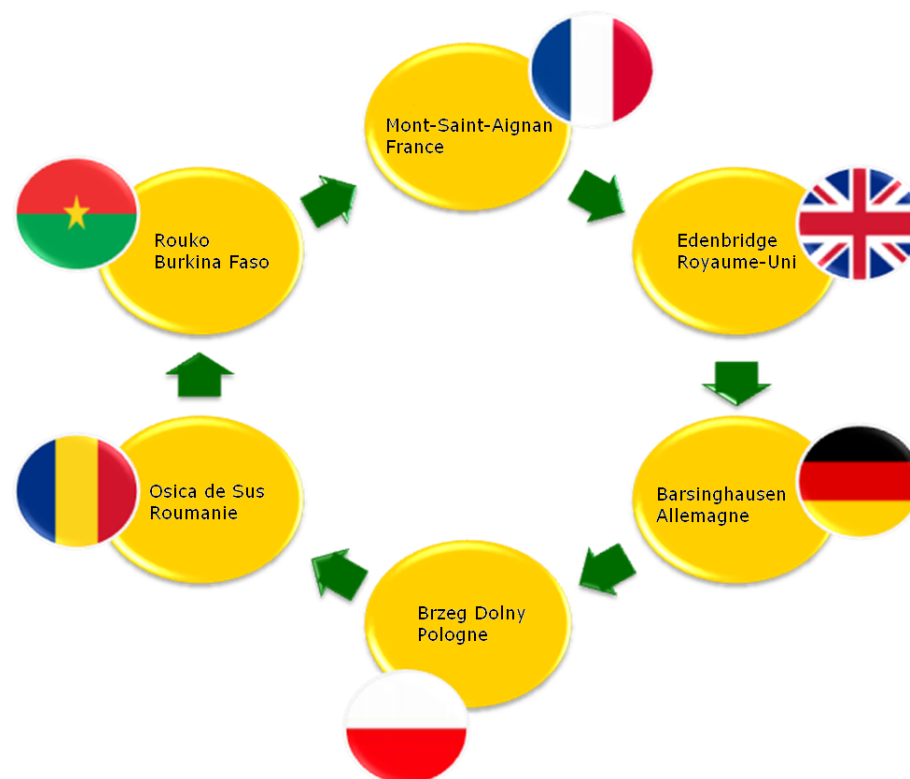 Mont-Saint-Aignan
France
Edenbridge
Royaume-Uni
Barsinghausen
Allemagne
Brzeg Dolny
Pologne
Osica de Sus
Roumanie
Rouko
Burkina Faso